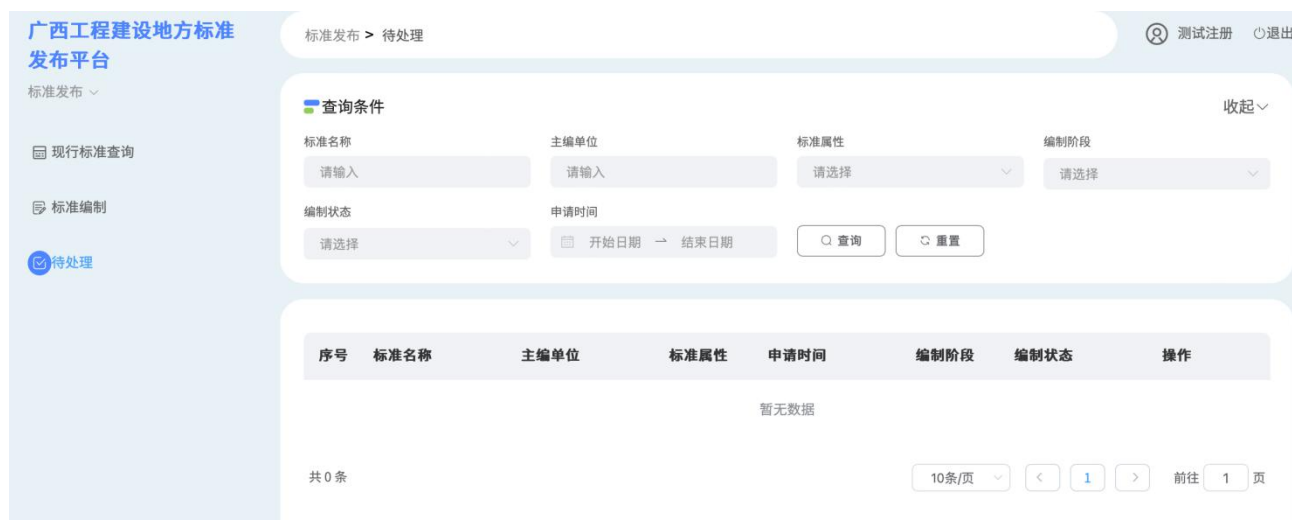 广西工程建设地方标准
发布平台
标准发布
现行标准查询
标准编制
待处理
标准发布 > 待处理
测试注册 退出
查询条件 收起
标准名称 主编单位 标准属性 编制阶段
请输入 请输入 请选择 请选择
编制状态 申请时间
请选择 开始日期 → 结束日期 查询 重置
序号 标准名称 主编单位 标准属性 申请时间 编制阶段 编制状态 操作
暂无数据
共 0 条 10条/页 < 1 > 前往 1 页